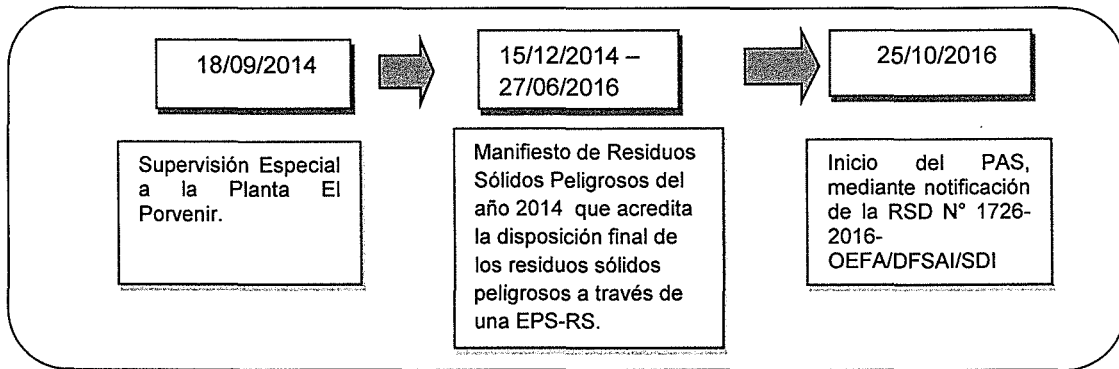 18/09/2014
15/12/2014 –
27/06/2016
25/10/2016
Supervisión Especial
a la Planta El
Porvenir.
Manifiesto de Residuos
Sólidos Peligrosos del
año 2014 que acredita
la disposición final de
los residuos sólidos
peligrosos a través de
una EPS-RS.
Inicio del PAS,
mediante notificación
de la RSD N° 1726-
2016-
OEFA/DFSAI/SDI